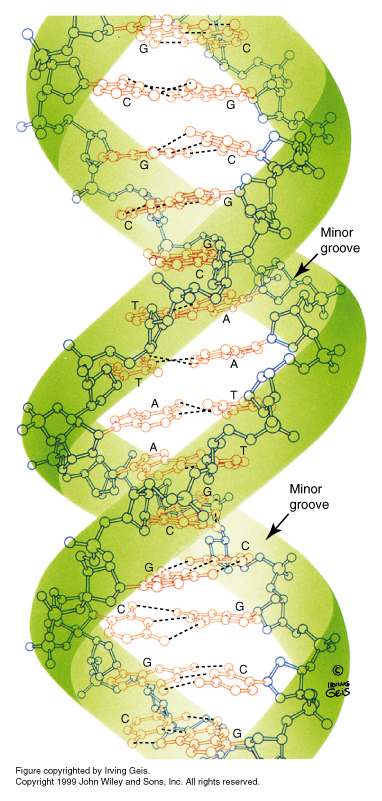 G C
C G
G C
C G
G
C
Minor
groove
T A
A
T
A T
A T
G
C
Minor
groove
G C
C G
G C
©
IRVING
GEIS
C G
Figure copyrighted by Irving Geis.
Copyright 1999 John Wiley and Sons, Inc. All rights reserved.